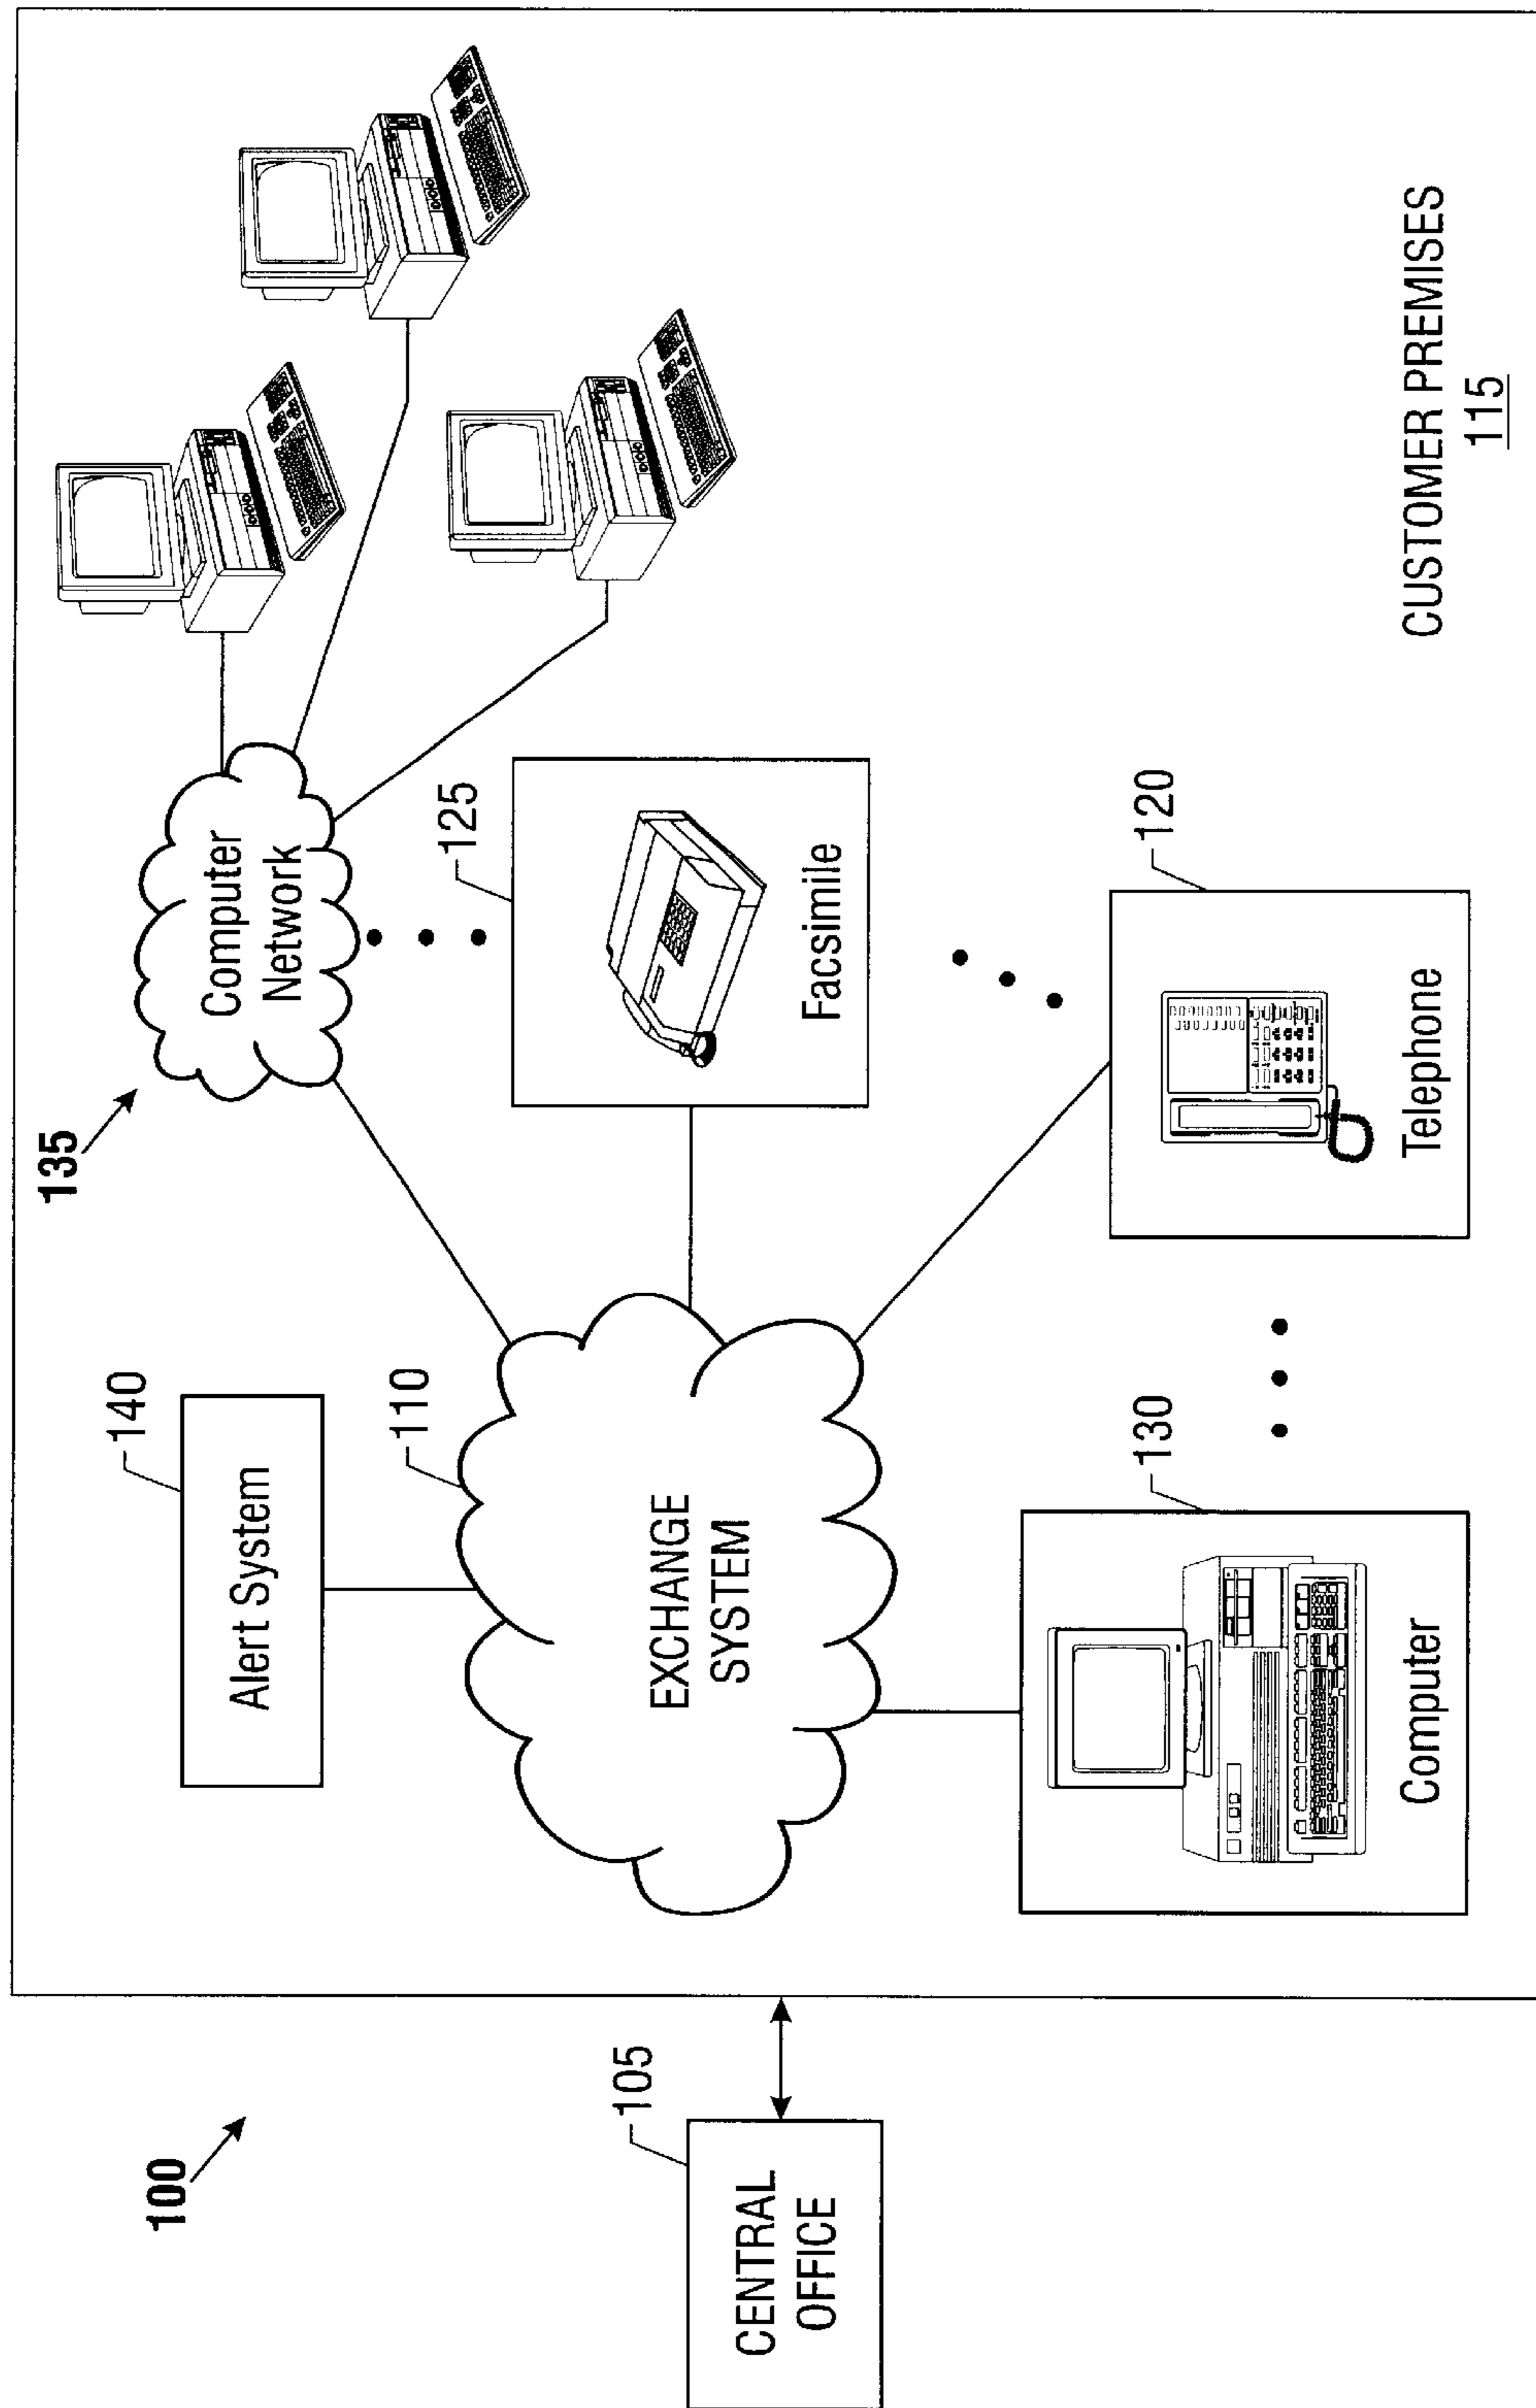 100
CENTRAL
OFFICE
105
Alert System
140
EXCHANGE
SYSTEM
110
135
Computer
Network
Facsimile
125
Computer
130
Telephone
120
CUSTOMER PREMISES
115